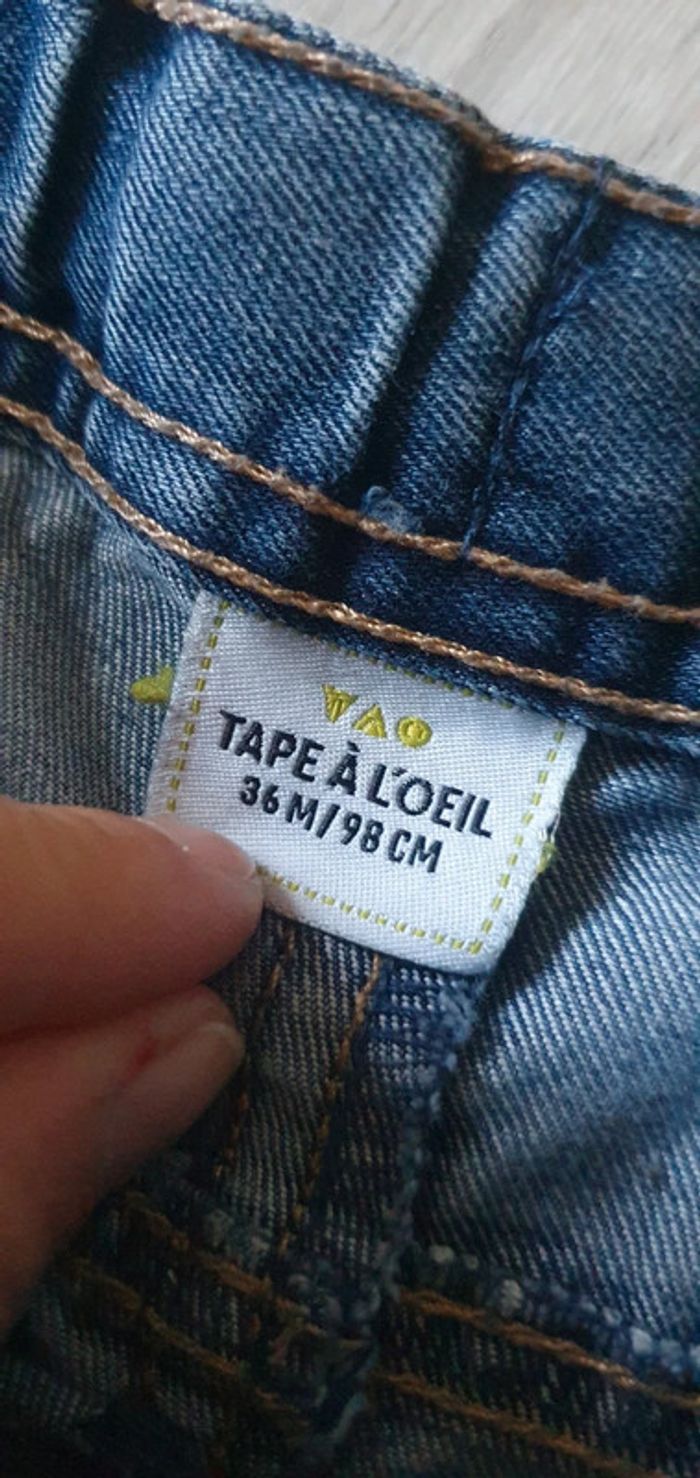 TAO
TAPE À L'OEIL
36 M/98 CM